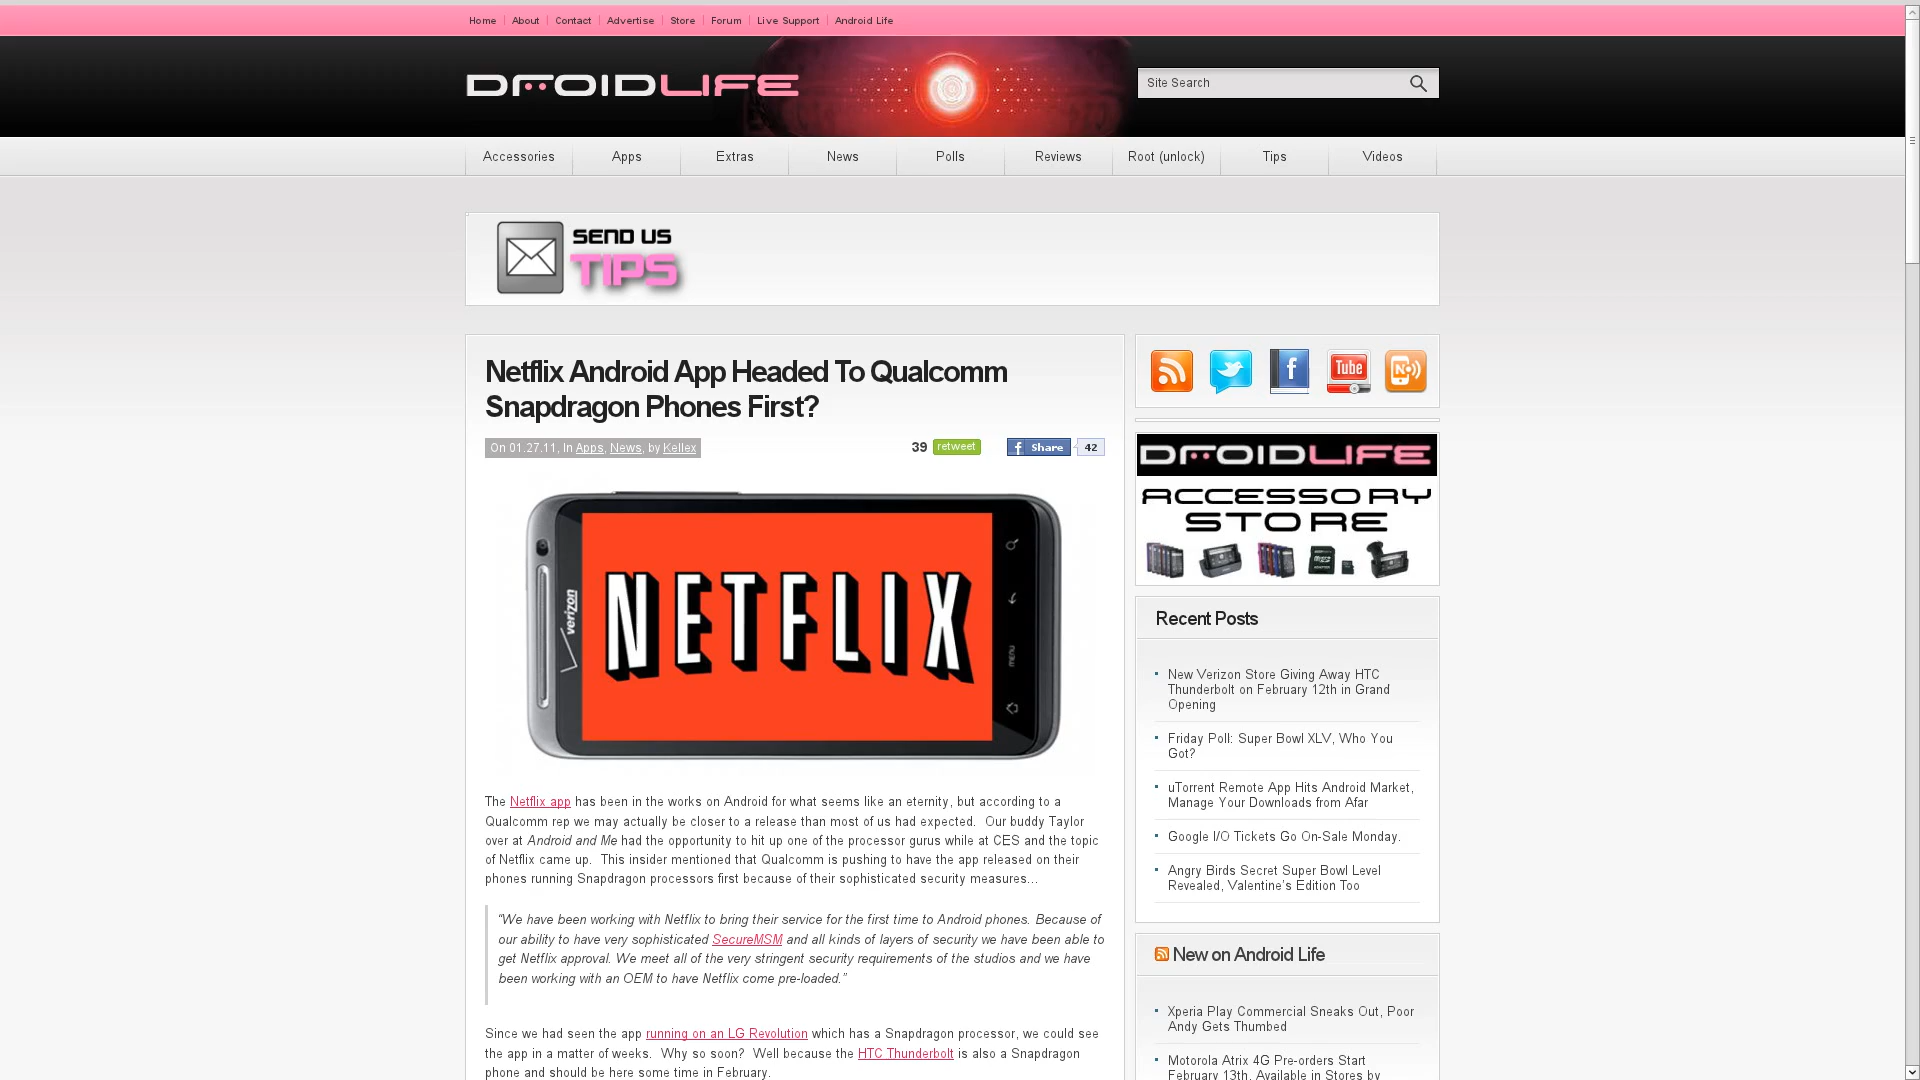 Home About Contact Advertise Store Forum Live Support Android Life
DROIDLIFE
Site Search
Accessories Apps Extras News Polls Reviews Root (unlock) Tips Videos
SEND US
TIPS
Netflix Android App Headed To Qualcomm
Snapdragon Phones First?
On 01.27.11, In Apps, News, by Kellex
39 retweet
Share 42
verizon
NETFLIX
menu
The Netflix app has been in the works on Android for what seems like an eternity, but according to a
Qualcomm rep we may actually be closer to a release than most of us had expected. Our buddy Taylor
over at Android and Me had the opportunity to hit up one of the processor gurus while at CES and the topic
of Netflix came up. This insider mentioned that Qualcomm is pushing to have the app released on their
phones running Snapdragon processors first because of their sophisticated security measures...
“We have been working with Netflix to bring their service for the first time to Android phones. Because of
our ability to have very sophisticated SecureMSM and all kinds of layers of security we have been able to
get Netflix approval. We meet all of the very stringent security requirements of the studios and we have
been working with an OEM to have Netflix come pre-loaded.”
Since we had seen the app running on an LG Revolution which has a Snapdragon processor, we could see
the app in a matter of weeks. Why so soon? Well because the HTC Thunderbolt is also a Snapdragon
phone and should be here some time in February.
f
Tube
N
DROIDLIFE
ACCESSORY
STORE
Recent Posts
New Verizon Store Giving Away HTC
Thunderbolt on February 12th in Grand
Opening
Friday Poll: Super Bowl XLV, Who You
Got?
uTorrent Remote App Hits Android Market,
Manage Your Downloads from Afar
Google I/O Tickets Go On-Sale Monday.
Angry Birds Secret Super Bowl Level
Revealed, Valentine’s Edition Too
New on Android Life
Xperia Play Commercial Sneaks Out, Poor
Andy Gets Thumbed
Motorola Atrix 4G Pre-orders Start
February 13th, Available in Stores by